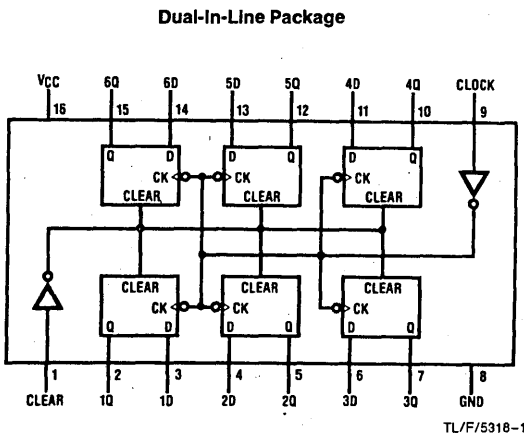 Dual-In-Line Package
VCC 6Q 6D 5D 5Q 4D 4Q CLOCK
16 15 14 13 12 11 10 9
Q D D Q D Q
CK CK CK
CLEAR CLEAR CLEAR
CLEAR CLEAR CLEAR
CK CK CK
Q D D Q D Q
1 2 3 4 5 6 7 8
CLEAR 1Q 1D 2D 2Q 3D 3Q GND
TL/F/5318-1